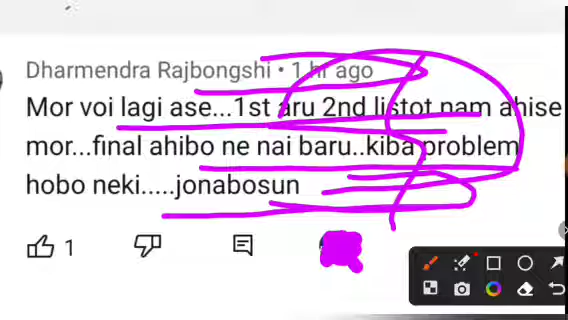 Dharmendra Rajbongshi • 1 hr ago
Mor voi lagi ase...1st aru 2nd listot nam ahise
mor...final ahibo ne nai baru..kiba problem
hobo neki.....jonabosun
1